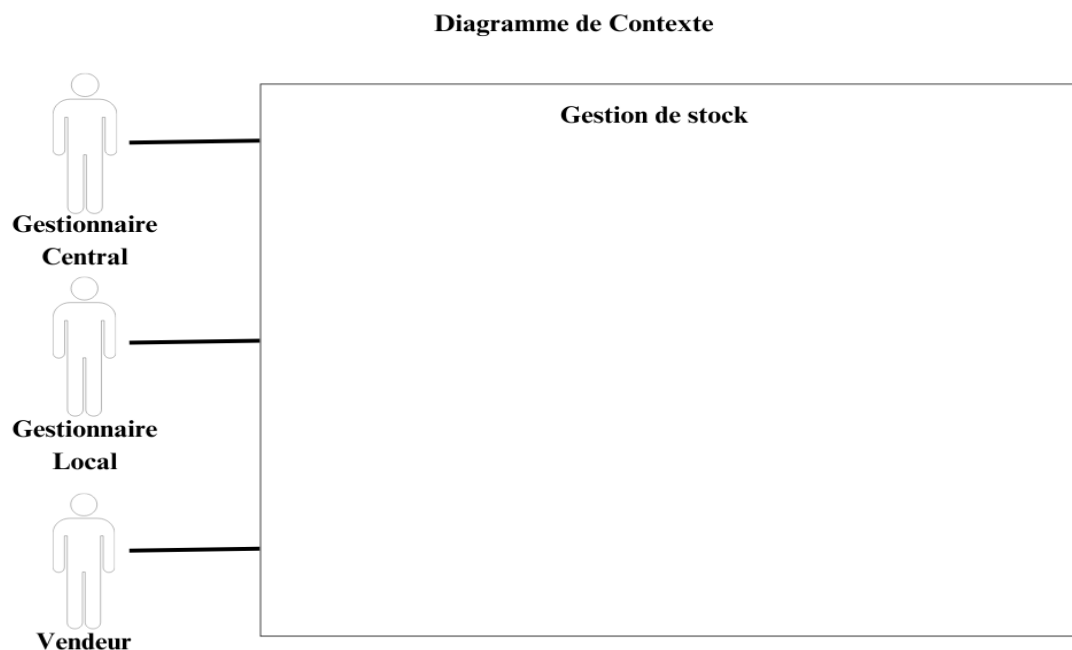 Diagramme de Contexte
Gestion de stock
Gestionnaire
Central
Gestionnaire
Local
Vendeur